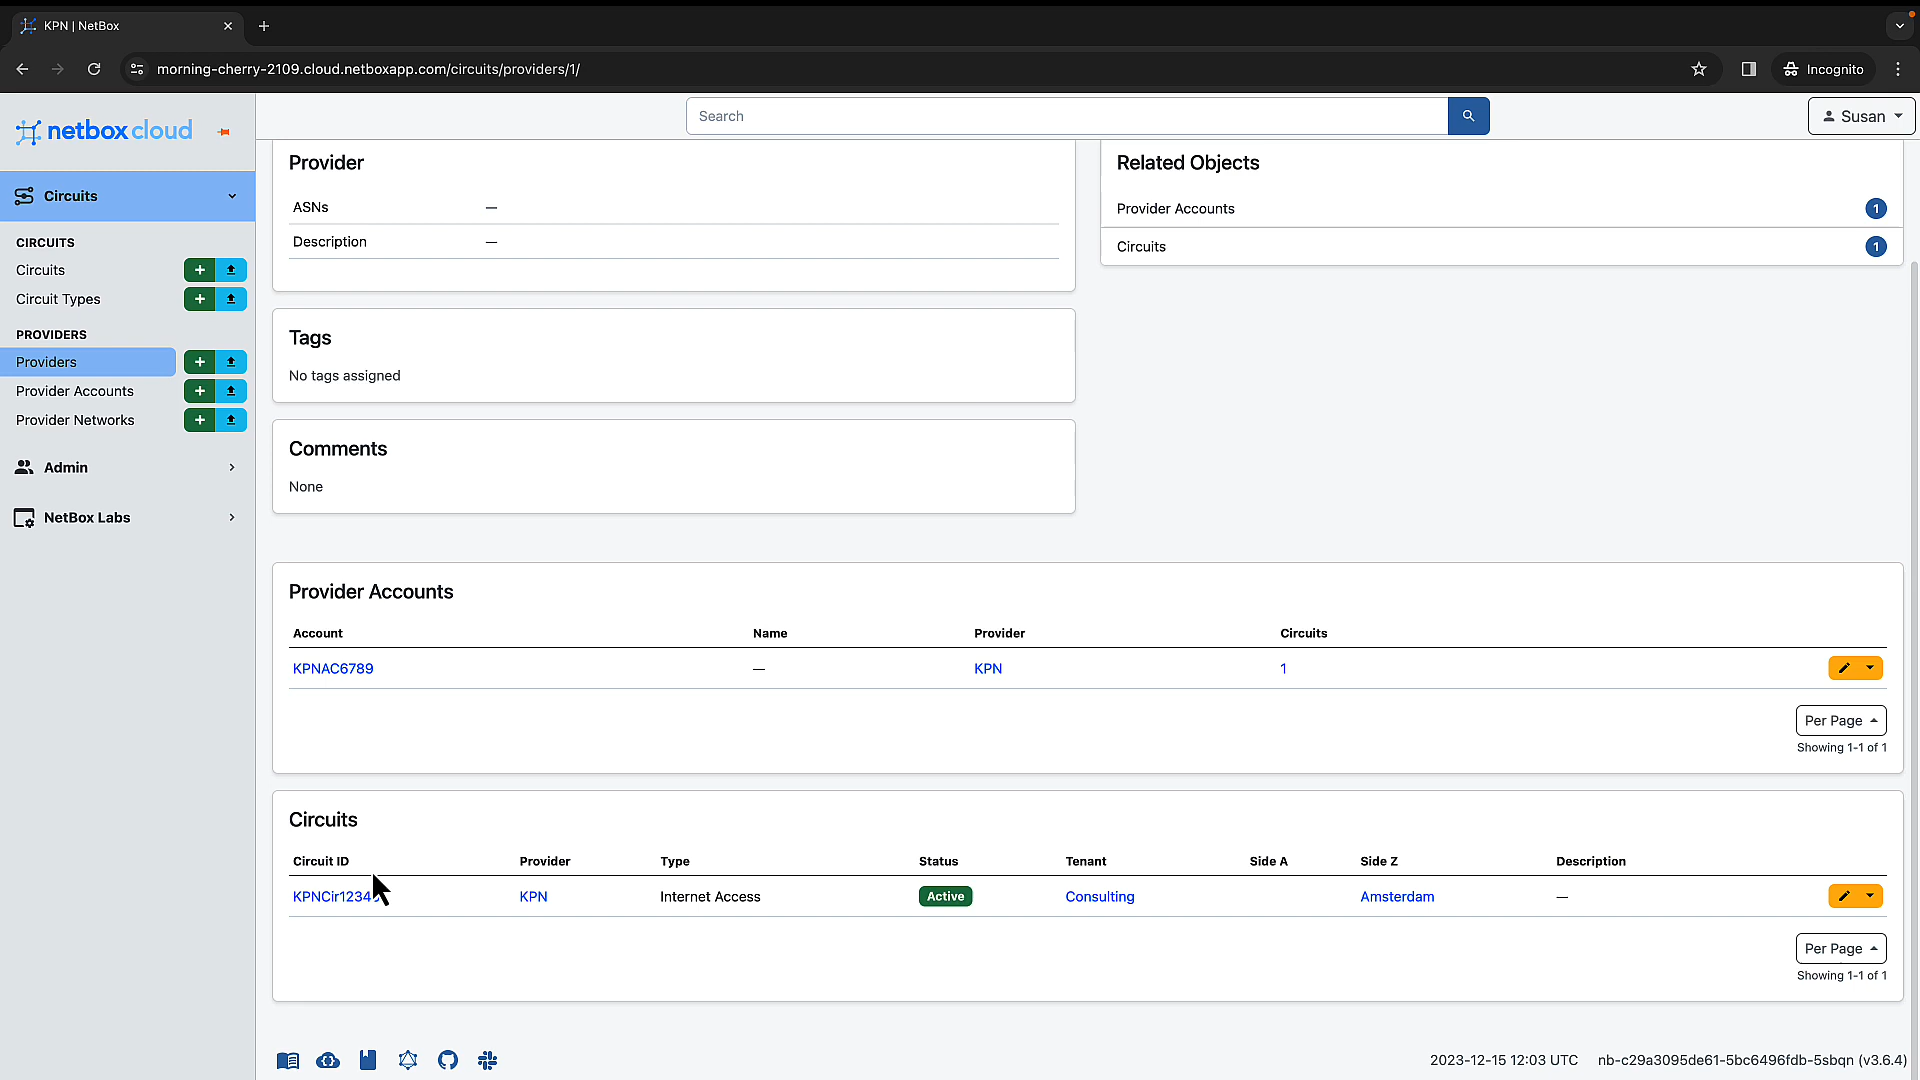 KPN | NetBox
morning-cherry-2109.cloud.netboxapp.com/circuits/providers/1/
Incognito
netbox cloud
Search
Susan
Circuits
CIRCUITS
Circuits
Circuit Types
PROVIDERS
Providers
Provider Accounts
Provider Networks
Admin
NetBox Labs
Provider
ASNs —
Description —
Related Objects
Provider Accounts 1
Circuits 1
Tags
No tags assigned
Comments
None
Provider Accounts
Account Name Provider Circuits
KPNAC6789 — KPN 1
Per Page
Showing 1-1 of 1
Circuits
Circuit ID Provider Type Status Tenant Side A Side Z Description
KPN Internet Access Active Consulting Amsterdam —
Per Page
Showing 1-1 of 1
2023-12-15 12:03 UTC nb-c29a3095de61-5bc6496fdb-5sbqn (v3.6.4)